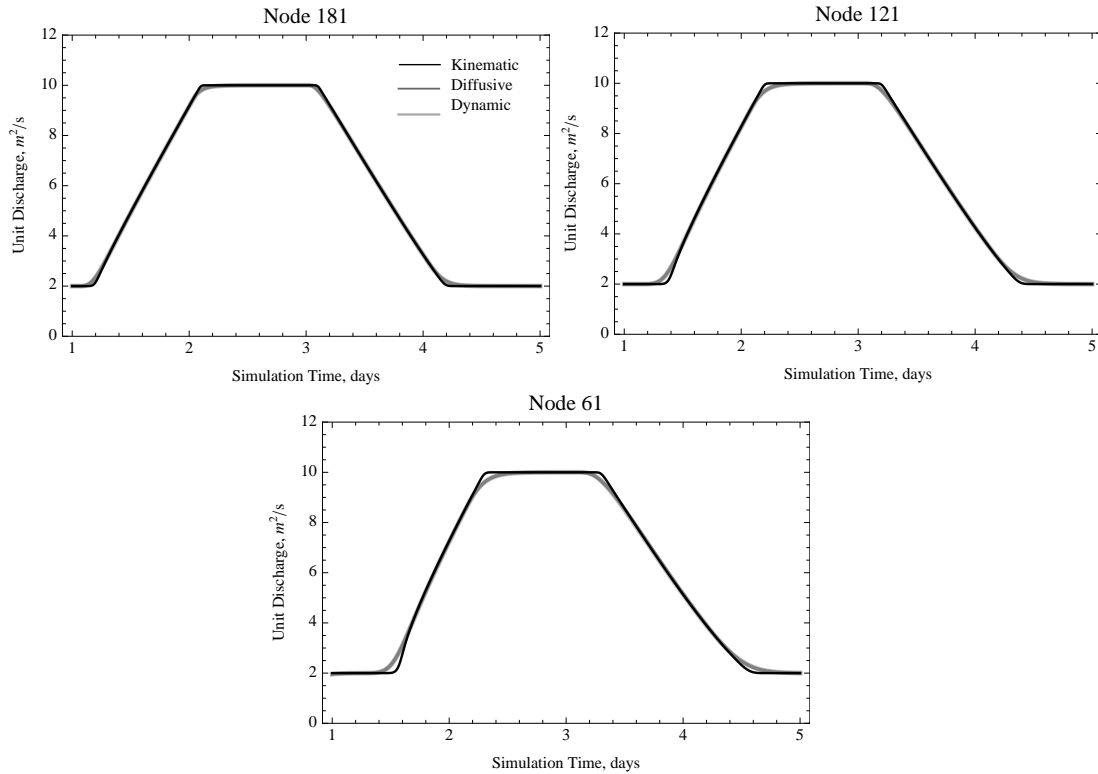 Node 181
12
10
8
6
4
2
0
Unit Discharge, m²/s
1 2 3 4 5
Simulation Time, days
Kinematic
Diffusive
Dynamic
Node 121
12
10
8
6
4
2
0
Unit Discharge, m²/s
1 2 3 4 5
Simulation Time, days
Node 61
12
10
8
6
4
2
0
Unit Discharge, m²/s
1 2 3 4 5
Simulation Time, days